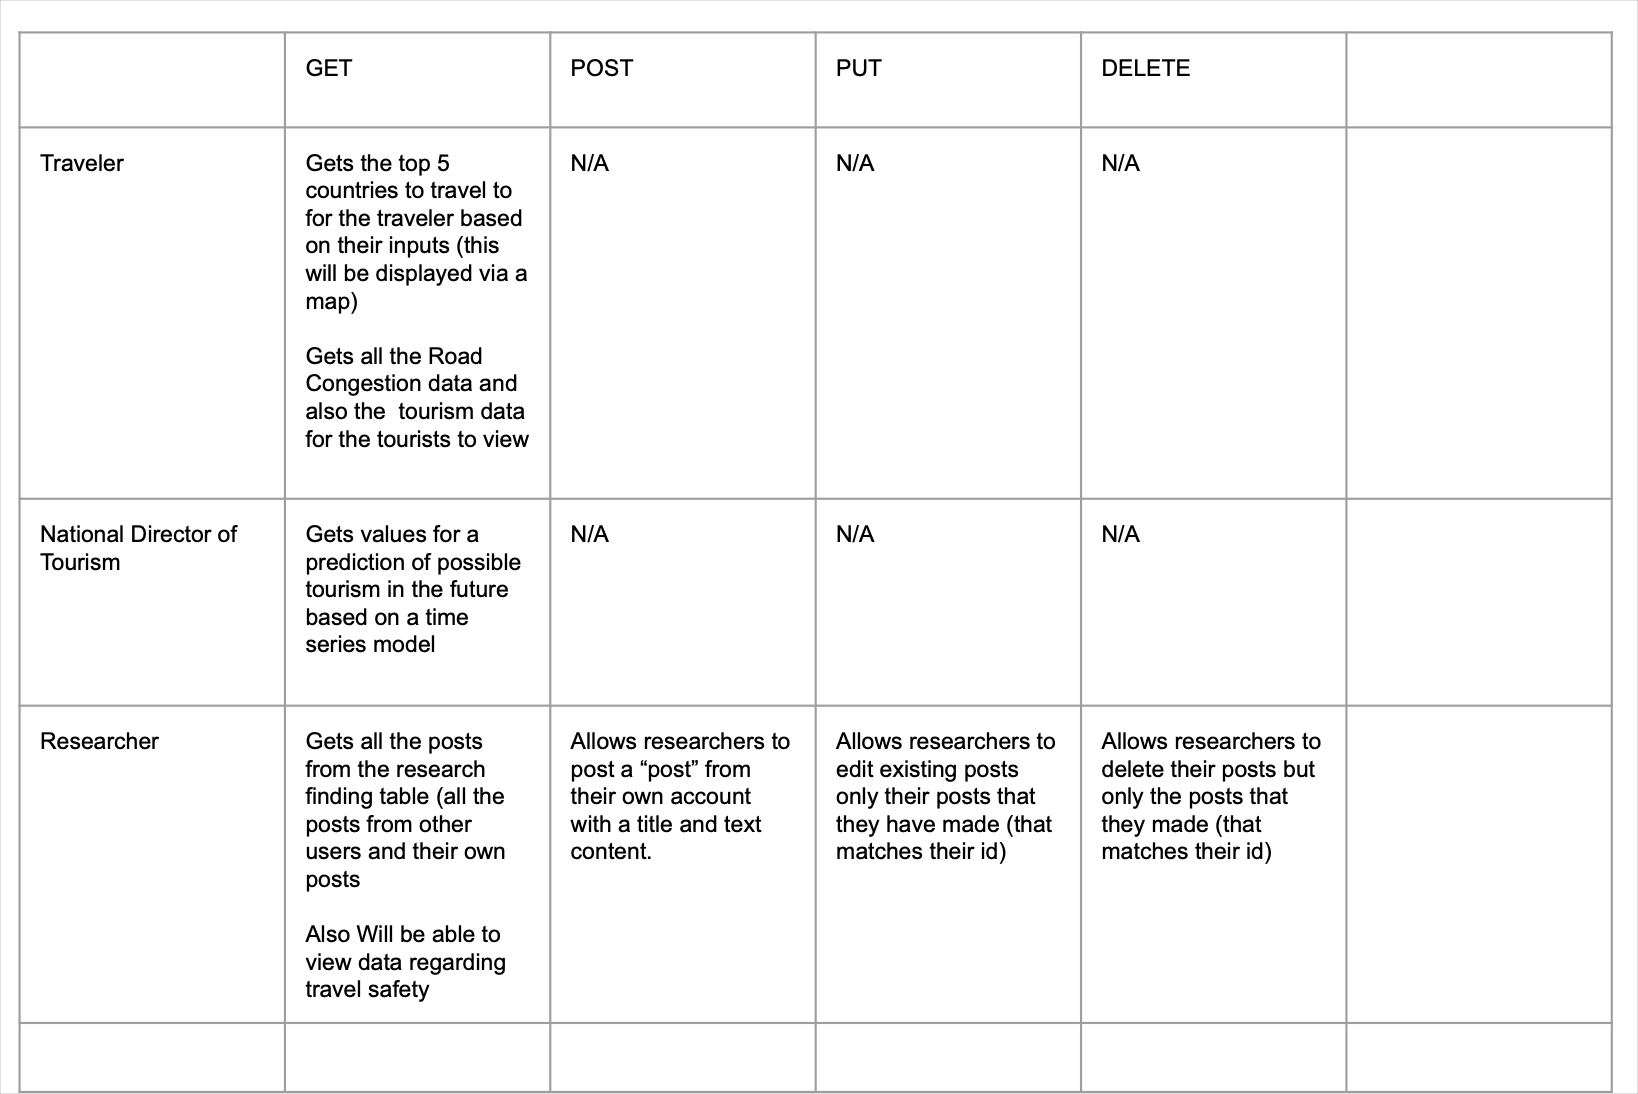 GET
POST
PUT
DELETE
Traveler
Gets the top 5
countries to travel to
for the traveler based
on their inputs (this
will be displayed via a
map)
Gets all the Road
Congestion data and
also the  tourism data
for the tourists to view
N/A
N/A
N/A
National Director of
Tourism
Gets values for a
prediction of possible
tourism in the future
based on a time
series model
N/A
N/A
N/A
Researcher
Gets all the posts
from the research
finding table (all the
posts from other
users and their own
posts
Also Will be able to
view data regarding
travel safety
Allows researchers to
post a “post” from
their own account
with a title and text
content.
Allows researchers to
edit existing posts
only their posts that
they have made (that
matches their id)
Allows researchers to
delete their posts but
only the posts that
they made (that
matches their id)